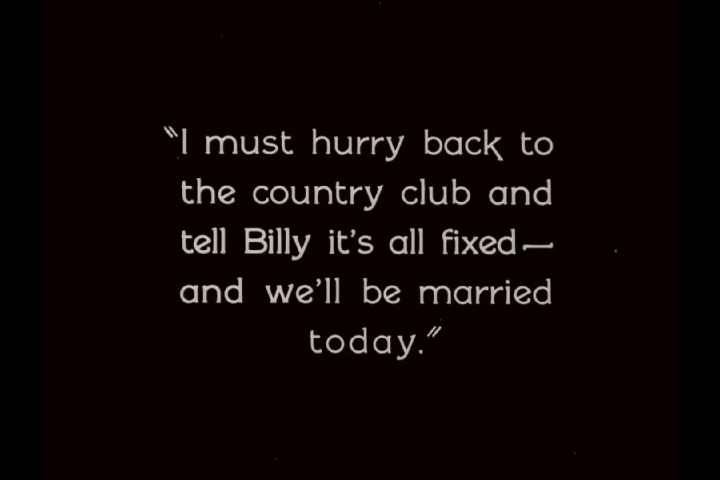 "I must hurry back to
the country club and
tell Billy it's all fixed—
and we'll be married
today."